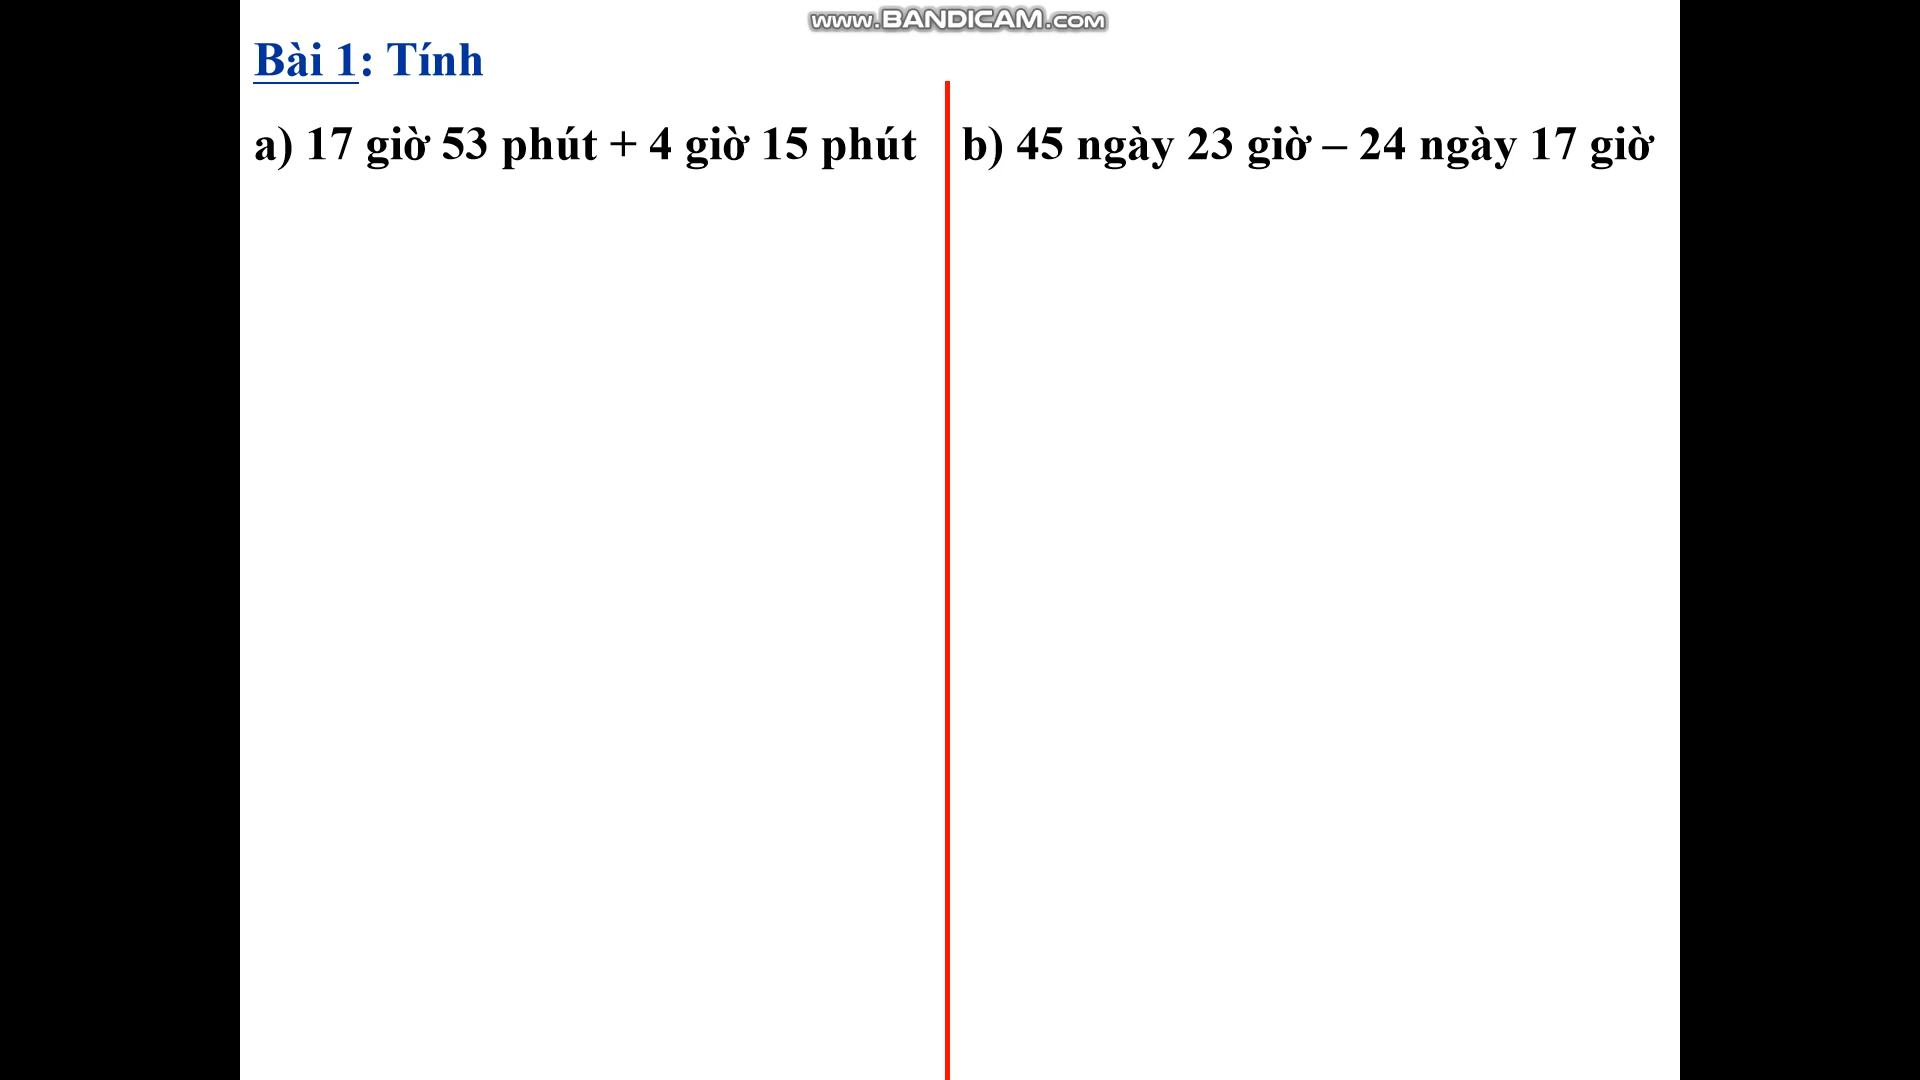 www.BANDICAM.com
Bài 1: Tính
a) 17 giờ 53 phút + 4 giờ 15 phút
b) 45 ngày 23 giờ – 24 ngày 17 giờ